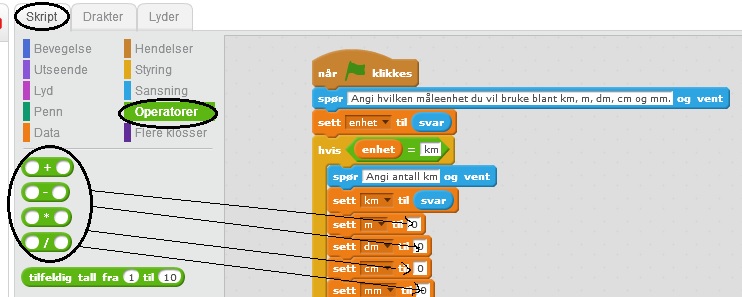 Skript Drakter Lyder
Bevegelse Hendelser
Utseende Styring
Lyd Sansning
Penn Operatorer
Data Flere klosser
+
-
*
/
tilfeldig tall fra 1 til 10
når klikkes
spør Angi hvilken måleenhet du vil bruke blant km, m, dm, cm og mm. og vent
sett enhet til svar
hvis enhet = km
spør Angi antall km og vent
sett km til svar
sett m til 0
sett dm til 0
sett cm til 0
sett mm til 0